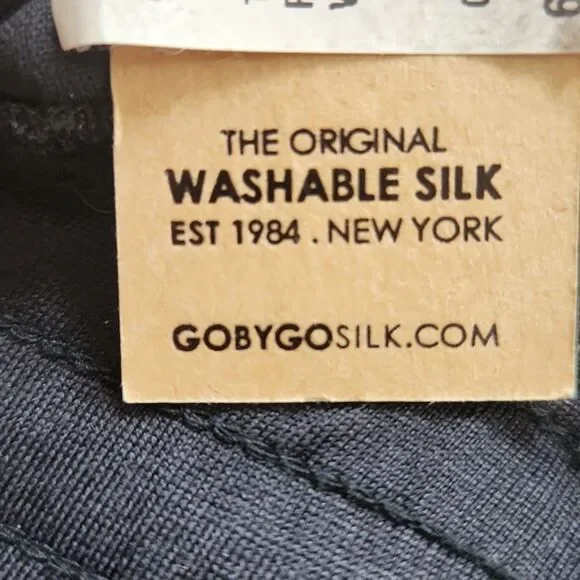 THE ORIGINAL
WASHABLE SILK
EST 1984 . NEW YORK
GOBYGOSILK.COM